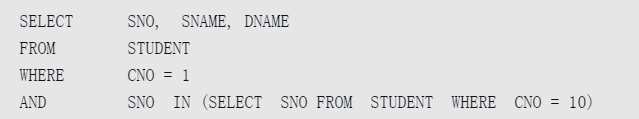 SELECT SNO, SNAME, DNAME
FROM STUDENT
WHERE CNO = 1
AND SNO IN (SELECT SNO FROM STUDENT WHERE CNO = 10)